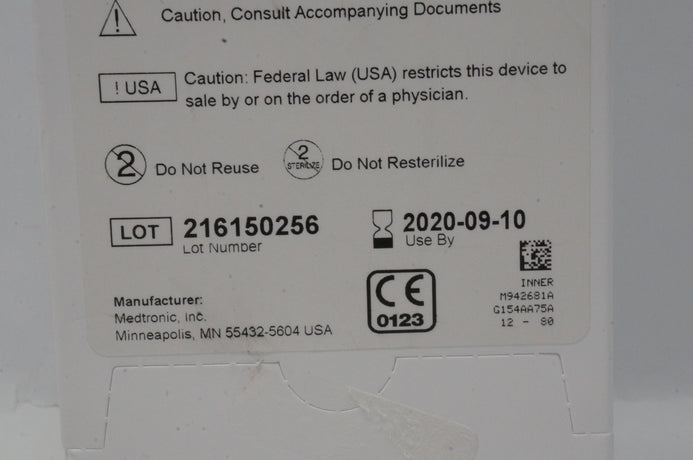 Caution, Consult Accompanying Documents
! USA
Caution: Federal Law (USA) restricts this device to
sale by or on the order of a physician.
2 Do Not Reuse
2 STERILIZE Do Not Resterilize
LOT 216150256
Lot Number
2020-09-10
Use By
INNER
M942681A
G154AA75A
12 - 80
CE
0123
Manufacturer:
Medtronic, Inc.
Minneapolis, MN 55432-5604 USA